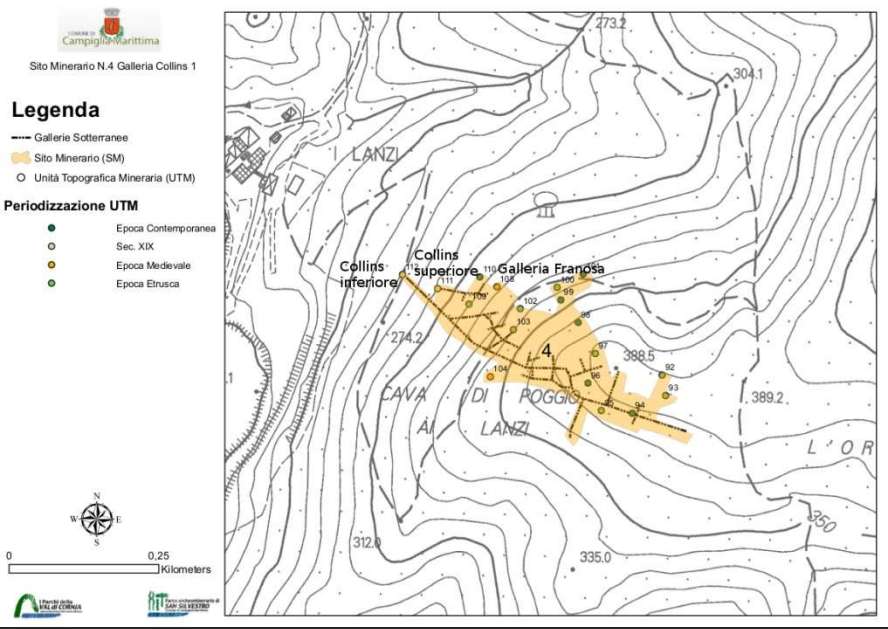 COMUNE DI
Campiglia Marittima
Sito Minerario N.4 Galleria Collins 1
Legenda
Gallerie Sotterranee
Sito Minerario (SM)
Unità Topografica Mineraria (UTM)
Periodizzazione UTM
Epoca Contemporanea
Sec. XIX
Epoca Medievale
Epoca Etrusca
N
W E
S
0 0,25
Kilometers
I Parchi della
VAL di CORNIA
Parco archeominerario di
SAN SILVESTRO
273.2
304.1
I LANZI
Collins
inferiore
112
Collins
superiore
110
Galleria Franosa
111
108
109
100
99
102
103
98
274.2
4
97
388.5
92
104
96
93
95
94
389.2
.1
CAVA DI POGGIO
AI LANZI
L'OR
350
312.0
335.0